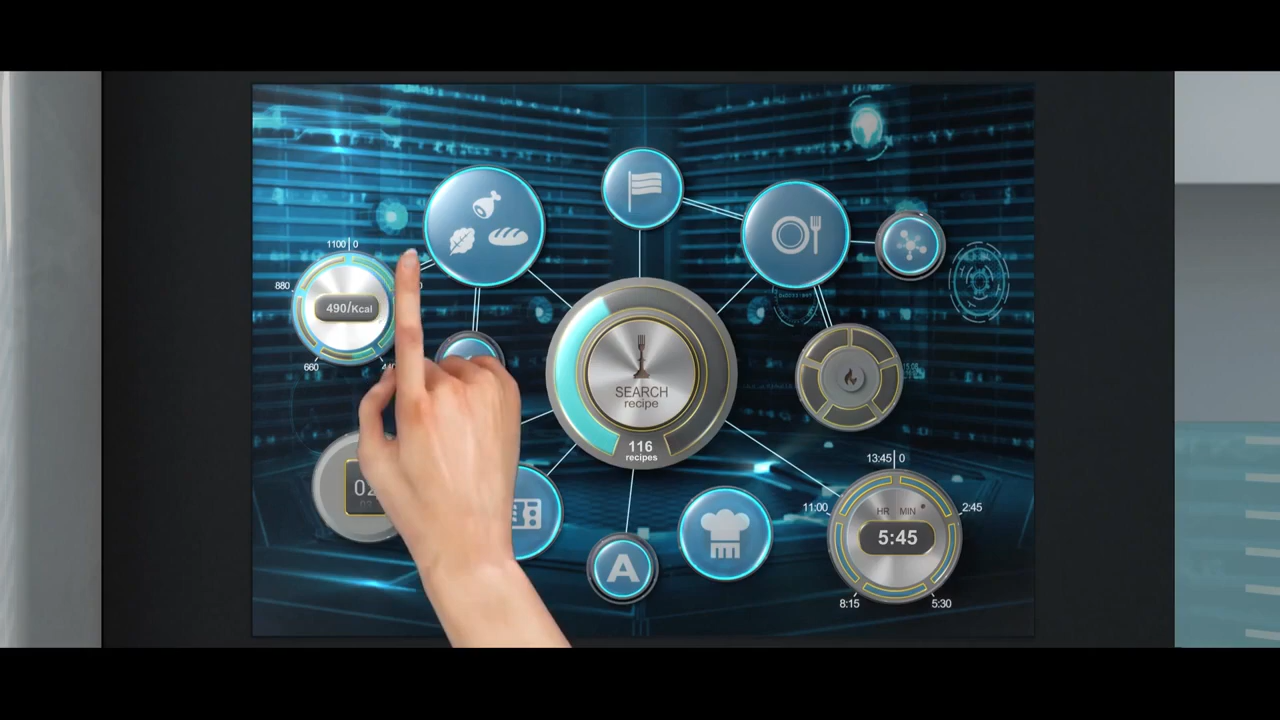 1100 0
880
490/Kcal
660
SEARCH
recipe
116
recipes
13:45 0
11:00
2:45
HR MIN
5:45
8:15
5:30
02
A